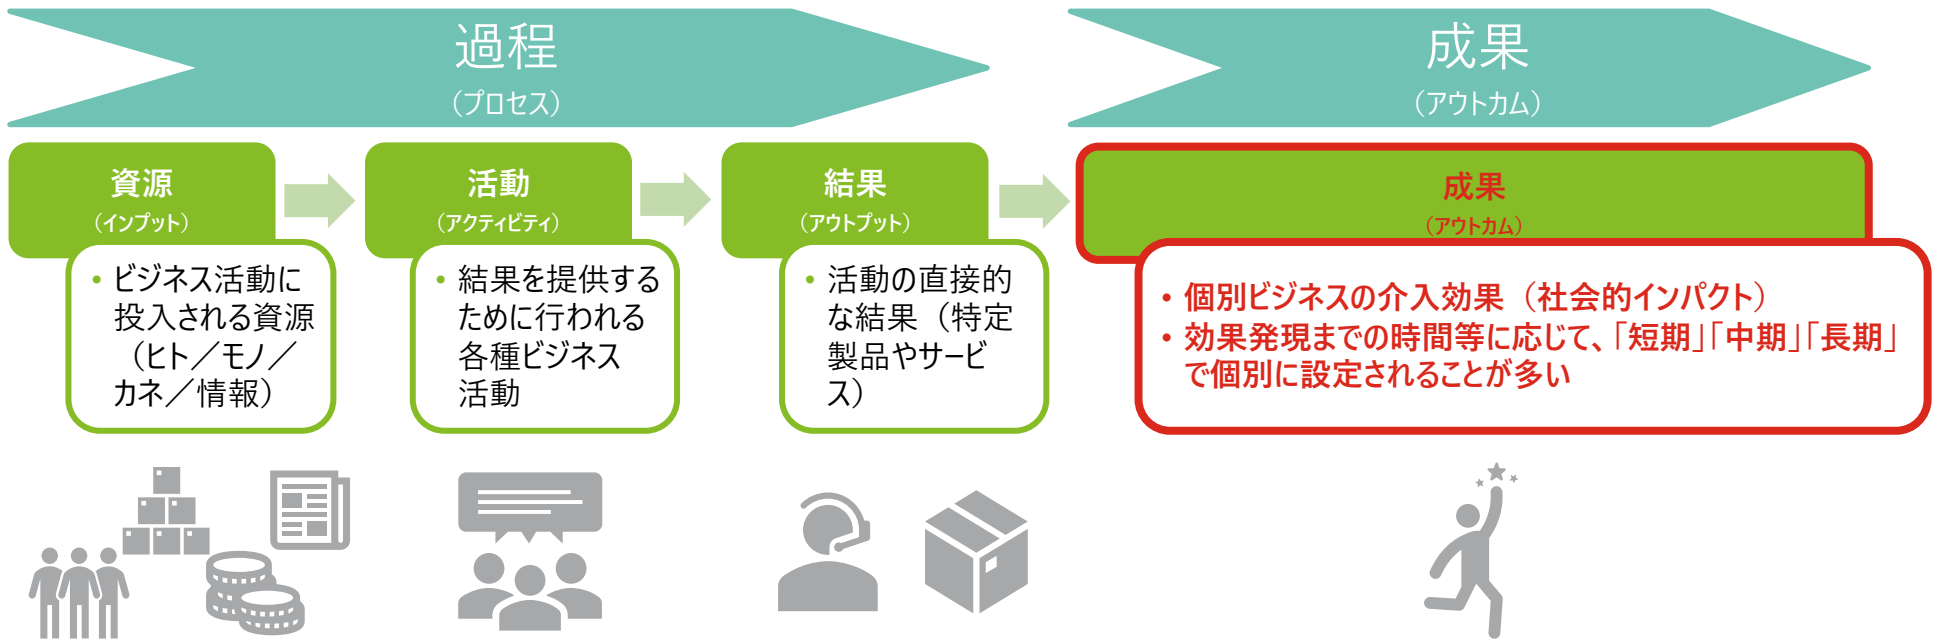 過程
（プロセス）
成果
（アウトカム）
資源
（インプット）
• ビジネス活動に
投入される資源
（ヒト／モノ／
カネ／情報）
活動
（アクティビティ）
• 結果を提供する
ために行われる
各種ビジネス
活動
結果
（アウトプット）
• 活動の直接的
な結果（特定
製品やサービ
ス）
成果
（アウトカム）
• 個別ビジネスの介入効果（社会的インパクト）
• 効果発現までの時間等に応じて、「短期」「中期」「長期」
で個別に設定されることが多い